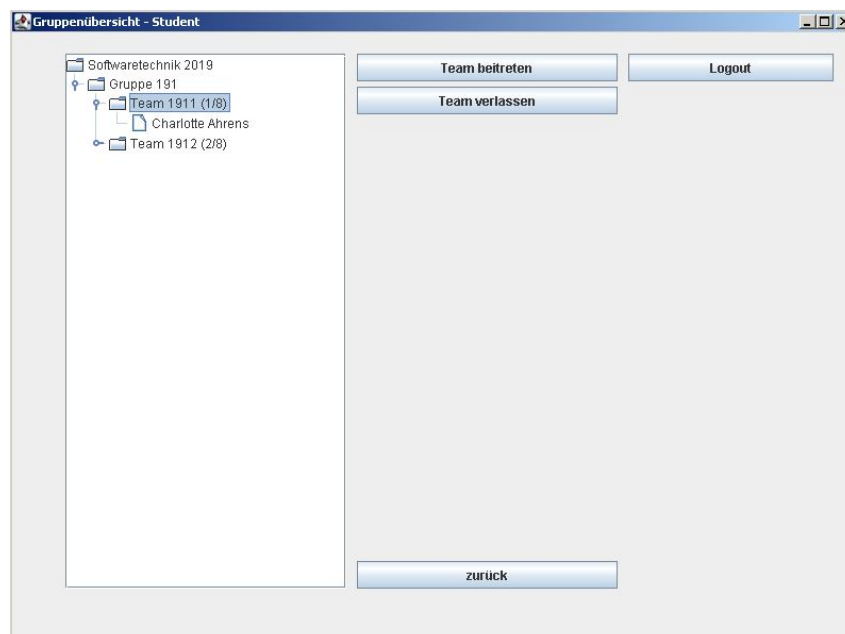 Gruppenübersicht - Student
Softwaretechnik 2019
Gruppe 191
Team 1911 (1/8)
Charlotte Ahrens
Team 1912 (2/8)
Team beitreten
Logout
Team verlassen
zurück